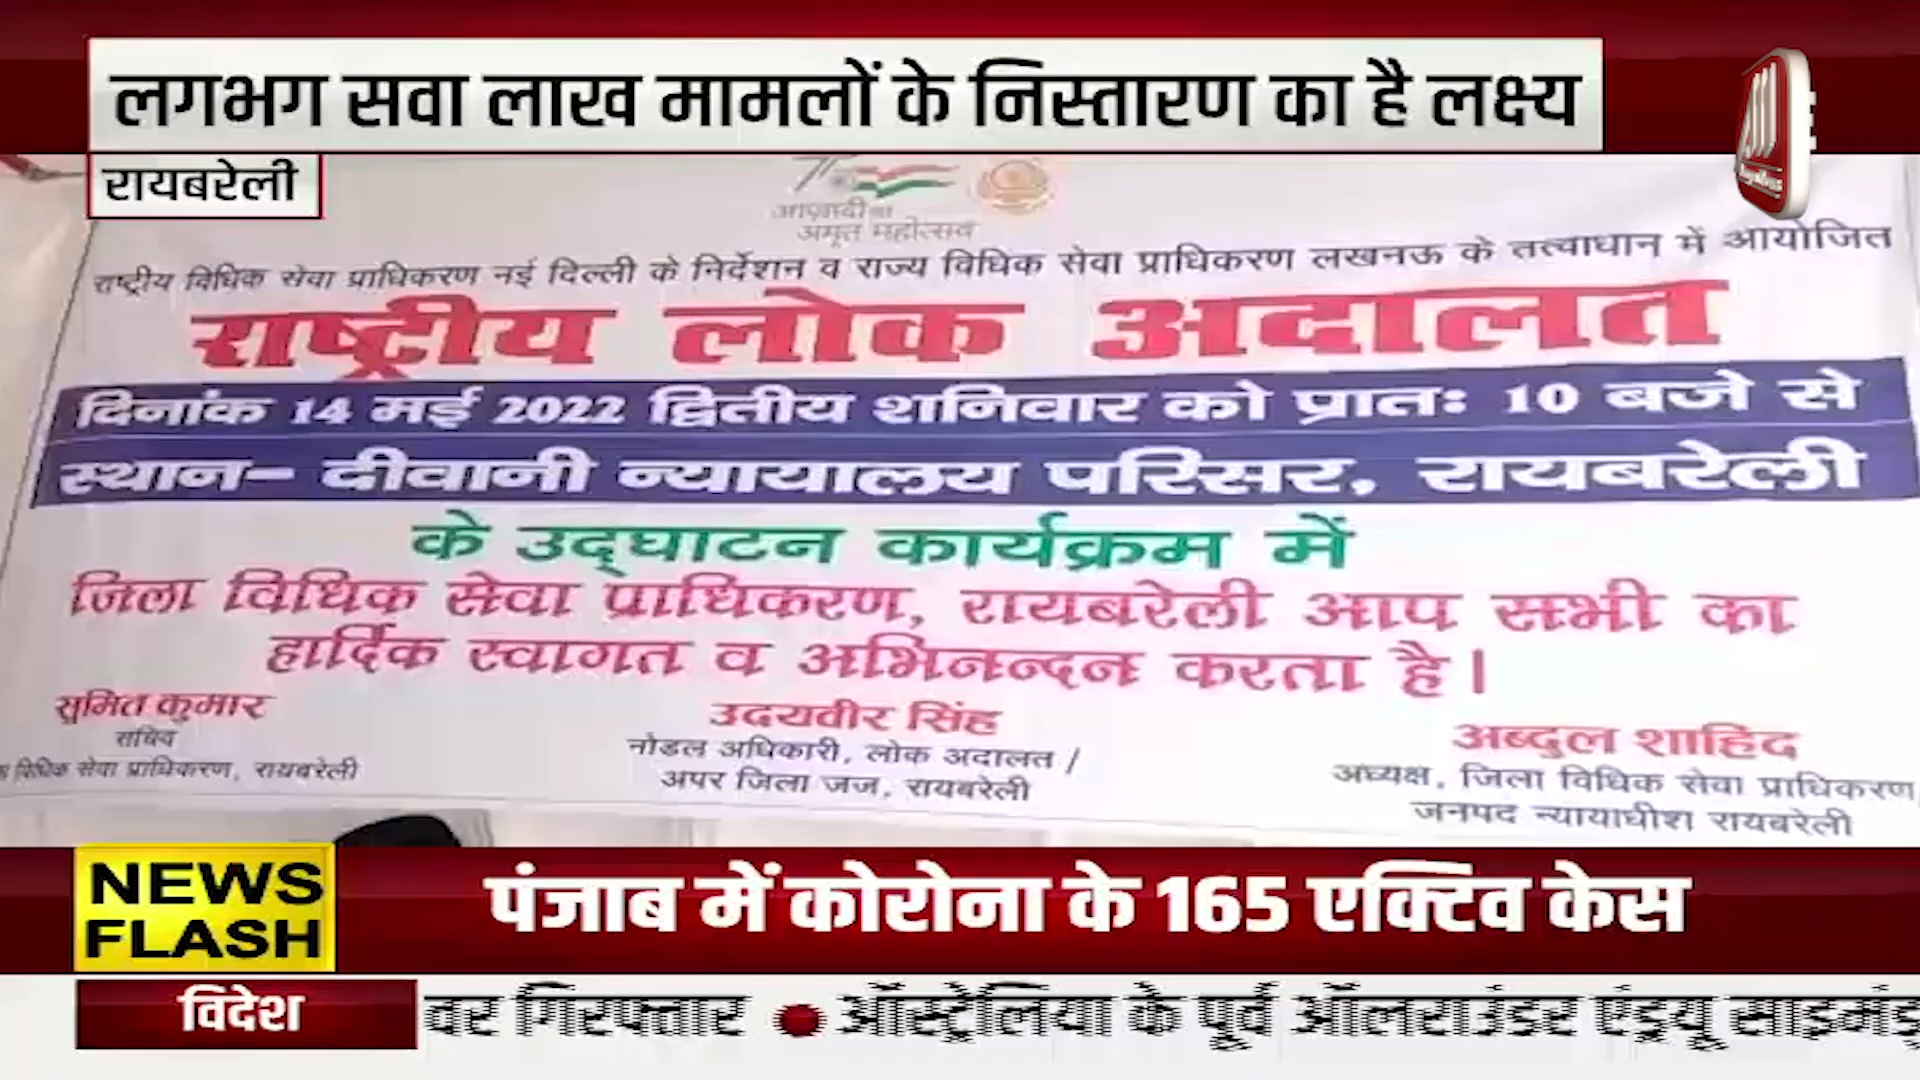 लगभग सवा लाख मामलों के निस्तारण का है लक्ष्य
रायबरेली
आज़ादी का
अमृत महोत्सव
राष्ट्रीय विधिक सेवा प्राधिकरण नई दिल्ली के निर्देशन व राज्य विधिक सेवा प्राधिकरण लखनऊ के तत्वाधान में आयोजित
राष्ट्रीय लोक अदालत
दिनांक 14 मई 2022 द्वितीय शनिवार को प्रातः 10 बजे से
स्थान- दीवानी न्यायालय परिसर, रायबरेली
के उद्घाटन कार्यक्रम में
जिला विधिक सेवा प्राधिकरण, रायबरेली आप सभी का
हार्दिक स्वागत व अभिनन्दन करता है।
सुमित कुमार
सचिव
विधिक सेवा प्राधिकरण, रायबरेली
उदयवीर सिंह
नोडल अधिकारी, लोक अदालत /
अपर जिला जज, रायबरेली
अब्दुल शाहिद
अध्यक्ष, जिला विधिक सेवा प्राधिकरण,
जनपद न्यायाधीश रायबरेली
NEWS
FLASH
पंजाब में कोरोना के 165 एक्टिव केस
विदेश
वर गिरफ्तार ● ऑस्ट्रेलिया के पूर्व ऑलराउंडर एंड्रयू साइमंड